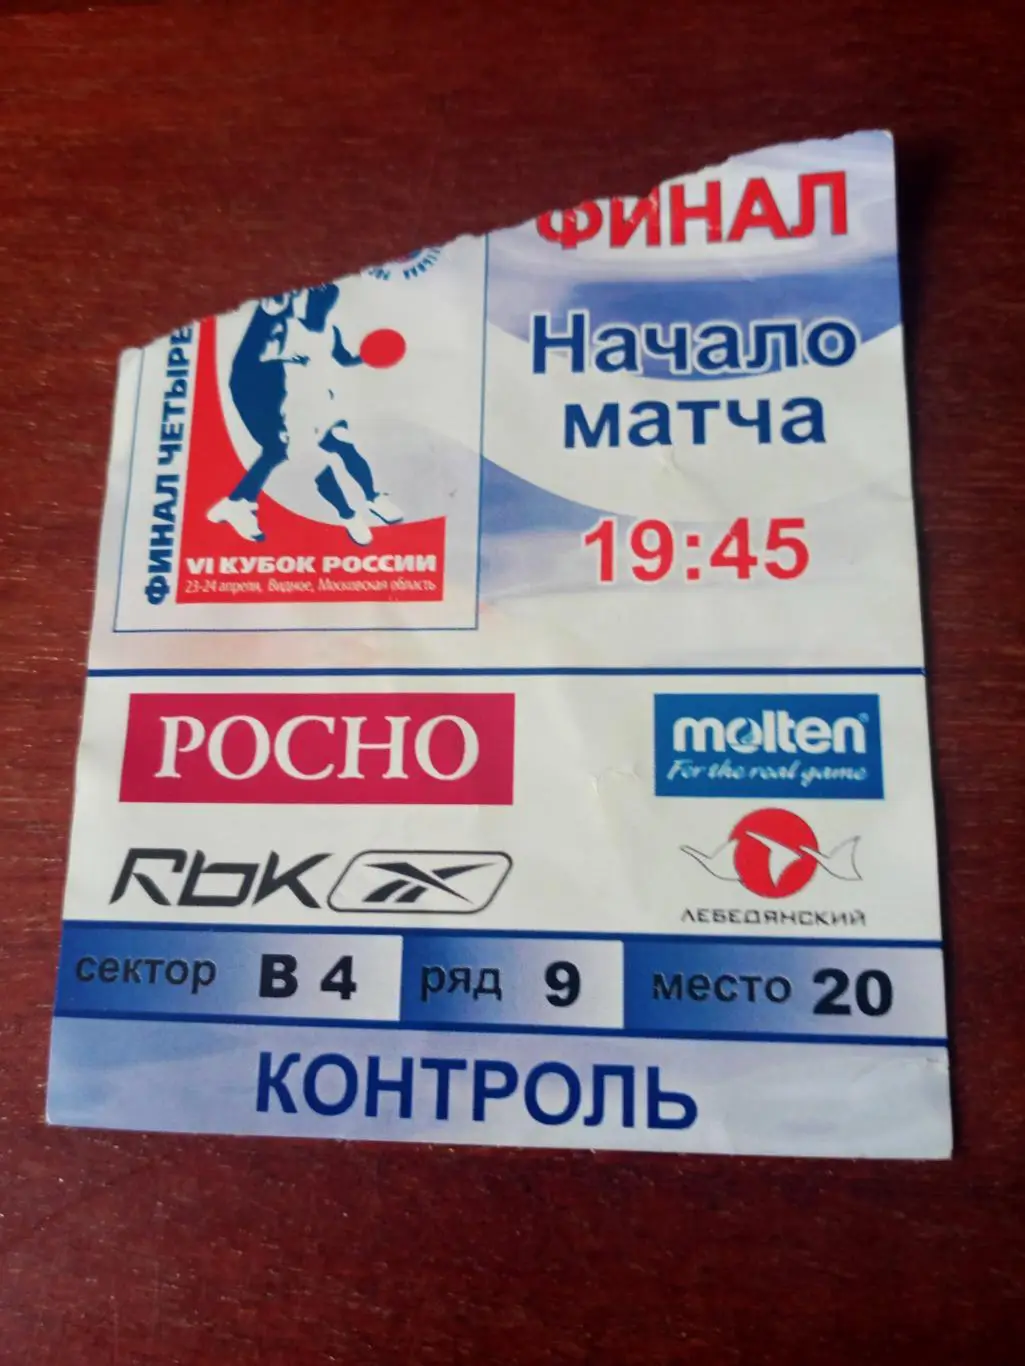 ФИНАЛ
Начало
матча
19:45
ФИНАЛ ЧЕТЫРЕ
VI КУБОК РОССИИ
23-24 апреля, Видное, Московская область
РОСНО
molten®
For the real game
Rbk
ЛЕБЕДЯНСКИЙ
сектор В 4 ряд 9 место 20
КОНТРОЛЬ